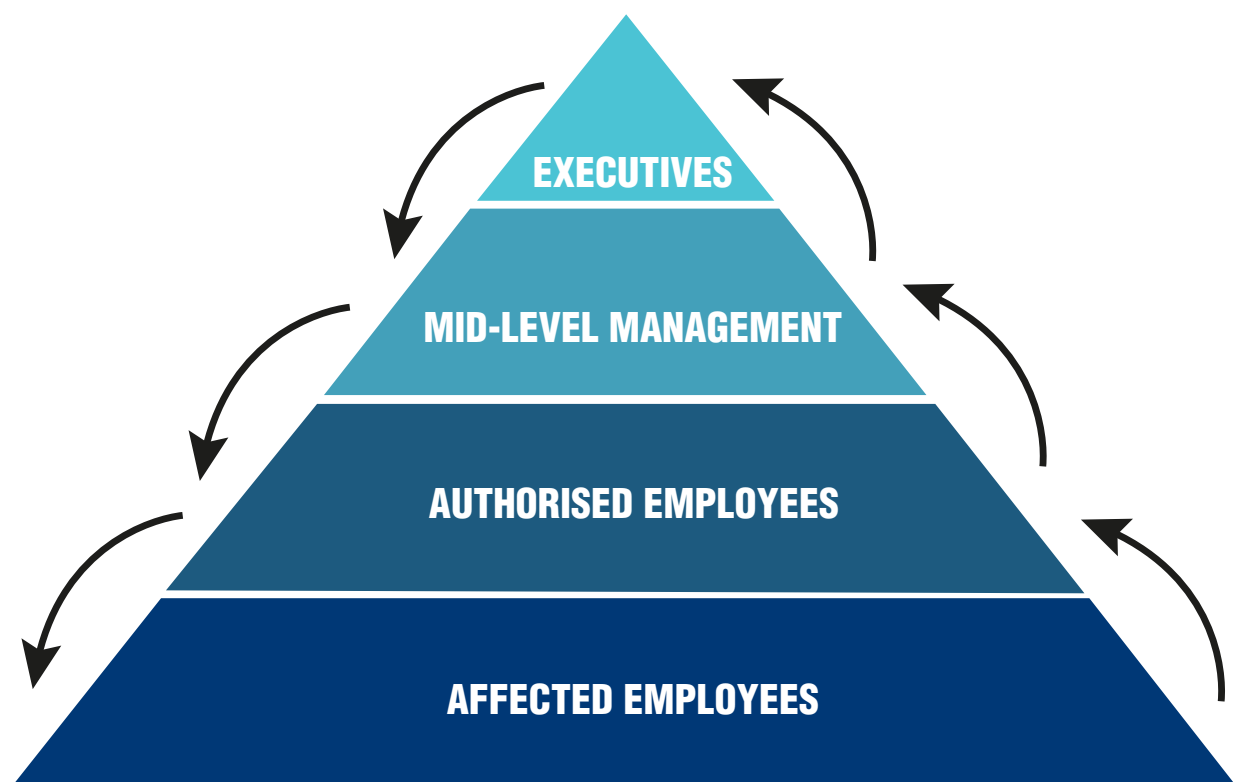 EXECUTIVES
MID-LEVEL MANAGEMENT
AUTHORISED EMPLOYEES
AFFECTED EMPLOYEES